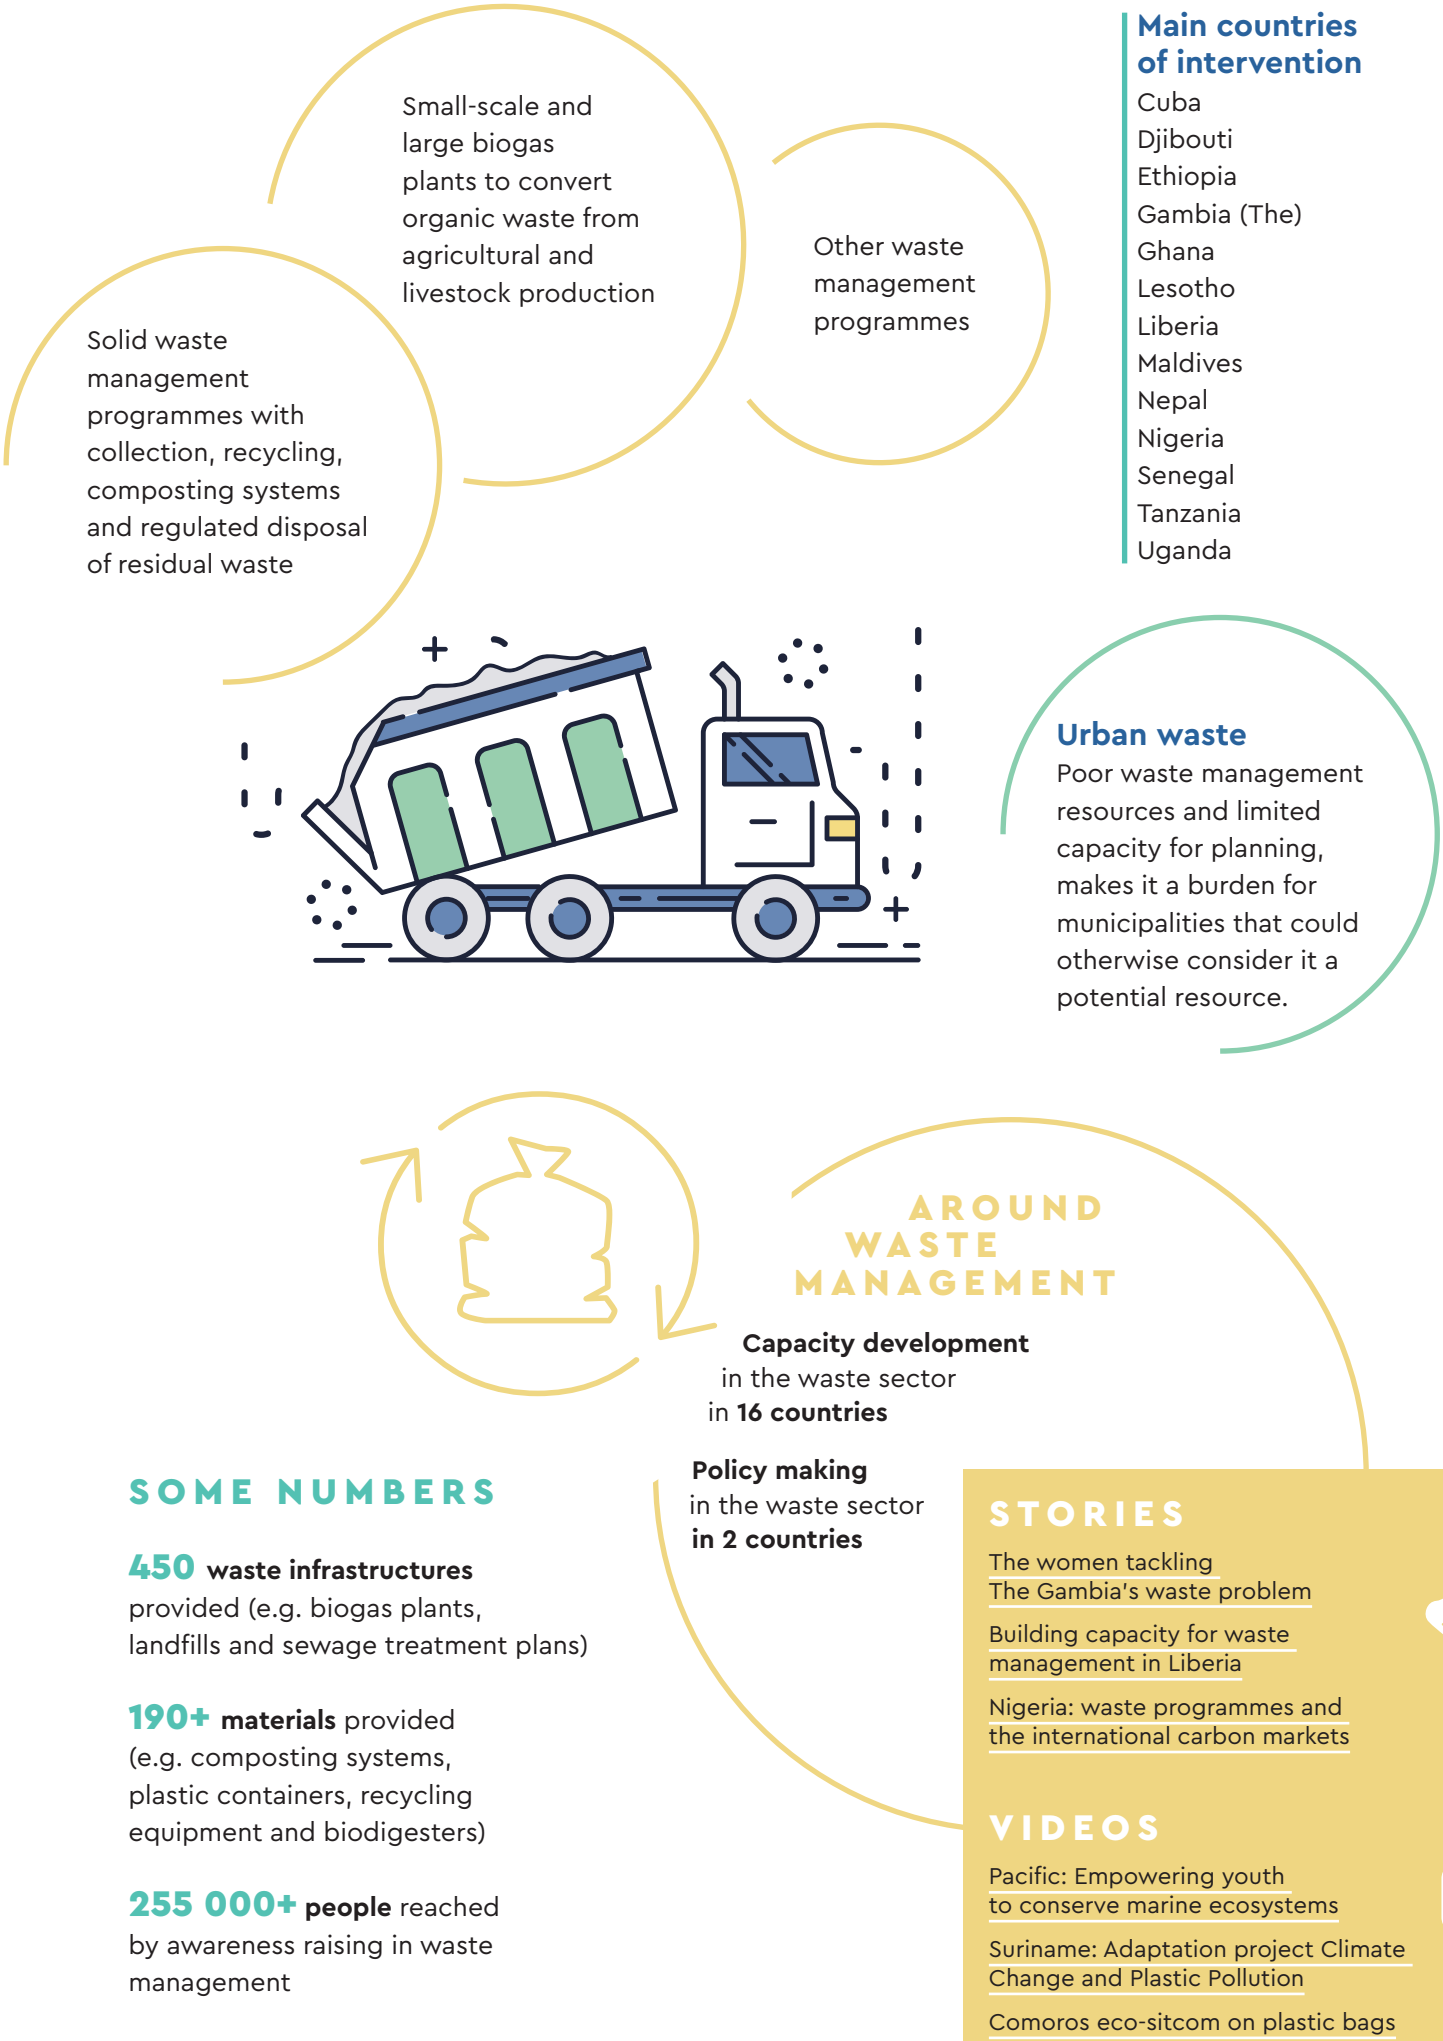 Small-scale and
large biogas
plants to convert
organic waste from
agricultural and
livestock production
Other waste
management
programmes
Solid waste
management
programmes with
collection, recycling,
composting systems
and regulated disposal
of residual waste
Main countries
of intervention
Cuba
Djibouti
Ethiopia
Gambia (The)
Ghana
Lesotho
Liberia
Maldives
Nepal
Nigeria
Senegal
Tanzania
Uganda
Urban waste
Poor waste management
resources and limited
capacity for planning,
makes it a burden for
municipalities that could
otherwise consider it a
potential resource.
AROUND
WASTE
MANAGEMENT
Capacity development
in the waste sector
in 16 countries
Policy making
in the waste sector
in 2 countries
SOME NUMBERS
450 waste infrastructures
provided (e.g. biogas plants,
landfills and sewage treatment plans)
190+ materials provided
(e.g. composting systems,
plastic containers, recycling
equipment and biodigesters)
255 000+ people reached
by awareness raising in waste
management
STORIES
The women tackling
The Gambia's waste problem
Building capacity for waste
management in Liberia
Nigeria: waste programmes and
the international carbon markets
VIDEOS
Pacific: Empowering youth
to conserve marine ecosystems
Suriname: Adaptation project Climate
Change and Plastic Pollution
Comoros eco-sitcom on plastic bags